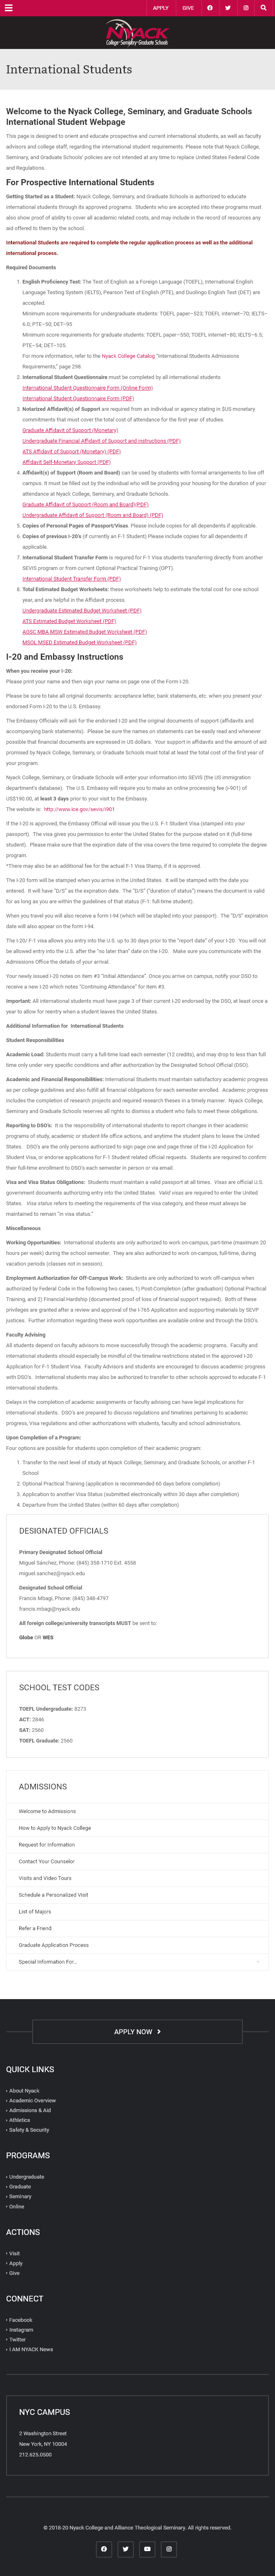 APPLY GIVE
NYACK
College • Seminary • Graduate Schools
International Students
Welcome to the Nyack College, Seminary, and Graduate Schools
International Student Webpage
This page is designed to orient and educate prospective and current international students, as well as faculty
advisors and college staff, regarding the international student requirements. Please note that Nyack College,
Seminary, and Graduate Schools' policies are not intended at any time to replace United States Federal Code
and Regulations.
For Prospective International Students
Getting Started as a Student: Nyack College, Seminary, and Graduate Schools is authorized to educate
international students through its approved programs. Students who are accepted into these programs must
also show proof of ability to cover all academic related costs, and any move to include any other cost necessary
are required of them by the school
International Students are required to complete the regular application process as well as the additional
international process.
Required Documents
1. English Proficiency Test: The Test of English as a Foreign Language (TOEFL), International English
Language Testing System (IELTS), Pearson Test of English (PTE), and Duolingo English Test (DET) are
accepted.
Minimum score requirements for undergraduate students: TOEFL paper–523; TOEFL internet–70; IELTS–
6.0; PTE–50; DET–95
Minimum score requirements for graduate students: TOEFL paper—550; TOEFL internet—80; IELTS–6.5;
PTE–54; DET–105.
For more information, refer to the Nyack College Catalog "International Students Admissions
Requirements," page 298.
2. International Student Questionnaire must be completed by all international students
International Student Questionnaire Form (Online Form)
International Student Questionnaire Form (PDF)
3. Notarized Affidavit(s) of Support are required from an individual or agency proving in $US monetary
commitments that the total cost of attendance for the first year of studies.
Graduate Affidavit of Support (Monetary)
Undergraduate Financial Affidavit of Support and instructions (PDF)
ATS Affidavit of Support (Monetary) (PDF)
Affidavit Self-Monetary Support (PDF)
4. Affidavit(s) of Support (Room and Board) can be used by students with formal arrangements to live off
campus. This form will serve as proof that an individual or organization will be providing you with your
room and board while attending at Nyack College, Seminary, and Graduate Schools.
Graduate Affidavit of Support (Room and Board)(PDF)
Undergraduate Affidavit of Support (Room and Board) (PDF)
5. Copies of Personal Pages of Passport/Visas. Please include copies for all dependents if applicable.
6. Copies of previous I-20's (if currently an F-1 Student). Please include copies for all dependents if
applicable.
7. International Student Transfer Form is required for F-1 Visa students transferring directly from another
SEVIS program or from current Optional Practical Training (OPT).
International Student Transfer Form (PDF)
8. Total Estimated Budget Worksheets: these worksheets help to estimate the total cost for one school
year, and are helpful in the Affidavit process.
Undergraduate Estimated Budget Worksheet (PDF)
ATS Estimated Budget Worksheet (PDF)
AGSC MBA MSW Estimated Budget Worksheet (PDF)
MSOL MSED Estimated Budget Worksheet (PDF)
I-20 and Embassy Instructions
When you receive your I-20:
Please print your name and then sign your name on page one of the Form I-20.
Please be sure to take all original documents: acceptance letter, bank statements, etc. when you present your
endorsed Form I-20 to the U.S. Embassy.
The U.S. Embassy will require both the Form I-20 and the original documents of support (affidavits and
accompanying bank statements). Please be sure that the name on the statements can be easily read and whenever
possible that financial documents are expressed in US dollars. Your support in affidavits must be the amount of aid
promised by Nyack College, Seminary, or Graduate Schools must total the amount of the total cost for the first
year of your program.
Nyack College, Seminary, or Graduate Schools will enter your information into SEVIS (the US immigration
department's database). The U.S. Embassy will require you to make an online processing fee (I-901) of
US$190.00, at least 3 days prior to your visit to the Embassy.
The website is: http://www.ice.gov/sevis/i901
If the I-20 is approved, the Embassy Official will issue you the U.S. F-1 Student Visa (stamped into your
passport). The visa gives you permission to enter the United States for the purpose stated on it (full-time
student). Please make sure that the expiration date of the visa covers the time required to complete the degree
program.
*There may also be an additional fee for the actual F-1 Visa Stamp, if it is approved.
The I-20 form will be stamped when you arrive in the United States. It will be stamped with the date in which you
entered. It will have "D/S" as the expiration date. The "D/S" ("duration of status") means the document is valid
as long as you are within the guidelines of that status (F-1: full-time student).
When you travel you will also receive a form I-94 (which will be stapled into your passport). The "D/S" expiration
date will also appear on the form I-94.
The I-20/ F-1 visa allows you entry into the U.S. up to 30 days prior to the "report date" of your I-20. You will not
be allowed entry into the U.S. after the "no later than" date on the I-20. Make sure you communicate with the
Admissions Office the details of your arrival.
Your newly issued I-20 notes on item #3 "Initial Attendance". Once you arrive on campus, notify your DSO to
receive a new I-20 which notes "Continuing Attendance" for item #3.
Important: All international students must have page 3 of their current I-20 endorsed by the DSO, at least once a
year to allow for reentry when a student leaves the United States.
Additional Information for International Students
Student Responsibilities
Academic Load: Students must carry a full-time load each semester (12 credits), and may drop to less than full
time only under very specific conditions and after authorization by the Designated School Official (DSO).
Academic and Financial Responsibilities: International Students must maintain satisfactory academic progress
per college guidelines and also fulfill all financial obligations for each semester. Academic progress includes
the completion of research projects and approved required internships in a timely manner. Nyack College,
Seminary and Graduate Schools reserves all rights to dismiss a student who fails to meet these obligations.
Reporting to DSO's: It is the responsibility of international students to report changes in their program,
program of study, academic or student life office actions, and anytime the student plans to leave the United
States. DSO's are the only persons authorized to provide your visa page of the I-20 Application for
Student Visa, or endorse applications for F-1 Student related official requests. Students are required to confirm
their full-time enrollment to DSO's each semester in person or via email.
Visa and Visa Status Obligations: Students must maintain a valid passport at all times. Visas are official U.S.
government documents authorizing entry into the United States. Valid visas are required to enter the United
States. Visa status refers to meeting the requirements of the visa category, and these standards must be
maintained to remain "in visa status."
Miscellaneous
Working Opportunities: International students are only authorized to work on-campus, part-time (maximum 20
hours per week) during the school semester. They are also authorized to work on-campus, full-time, during
vacation periods (classes not in session).
Employment Authorization for Off-Campus Work: Students are only authorized to work off-campus when
authorized by Federal Code in the following two cases, 1) Post Completion (after graduation) Optional Practical
Training, and 2) Financial Hardship (documented proof of loss of financial support required). Both of these
privileges are granted after a review and approval of the I-765 Application and supporting materials by SEVP
justices. Further information regarding these work opportunities are available on campus and through the DSO's.
Faculty Advising
All students depend on faculty advisors to move successfully through the academic programs. Faculty and
international students should especially be mindful of the timeline restrictions stated in the approved I-20
Application for F-1 Student Visa. Faculty Advisors and students are encouraged to discuss academic progress
with DSO's. International students may also be authorized to transfer to other schools approved to educate F-1
students.
Delays in the completion of academic considerations or faculty absences can impact limitations for
international students. DSO's are prepared to discuss regulations and timelines when it comes to academic
progress, Visa regulations and other authorizations with students, faculty and school administrators.
Upon Completion of a Program:
Four options are possible for students upon completion of their academic program:
1. Transfer to the next level of study at Nyack College, Seminary, and Graduate Schools, or another F-1
School
2. Optional Practical Training (application is recommended 60 days before completion)
3. Application to another Visa Status (submitted electronically within 30 days after completion)
4. Departure from the United States (within 60 days after completion)
DESIGNATED OFFICIALS
Primary Designated School Official
Miguel Sánchez, Phone: (845) 358-1710 Ext. 4558
miguel.sanchez@nyack.edu
Designated School Official
Francis Mbagi, Phone: (845) 348-4797
francis.mbagi@nyack.edu
All foreign college/university transcripts MUST be sent to:
Globe OR WES
SCHOOL TEST CODES
TOEFL Undergraduate: 8273
ACT: 2846
SAT: 2560
TOEFL Graduate: 2560
ADMISSIONS
Welcome to Admissions
How to Apply to Nyack College
Request for Information
Contact Your Counselor
Visits and Video Tours
Schedule a Personalized Visit
List of Majors
Refer a Friend
Graduate Application Process
Special Information For...
APPLY NOW
QUICK LINKS
About Nyack
Academic Overview
Admissions & Aid
Athletics
Safety & Security
PROGRAMS
Undergraduate
Graduate
Seminary
Online
ACTIONS
Visit
Apply
Give
CONNECT
Facebook
Instagram
Twitter
I AM NYACK News
NYC CAMPUS
2 Washington Street
New York, NY 10004
212.625.0500
© 2018-20 Nyack College and Alliance Theological Seminary. All rights reserved.